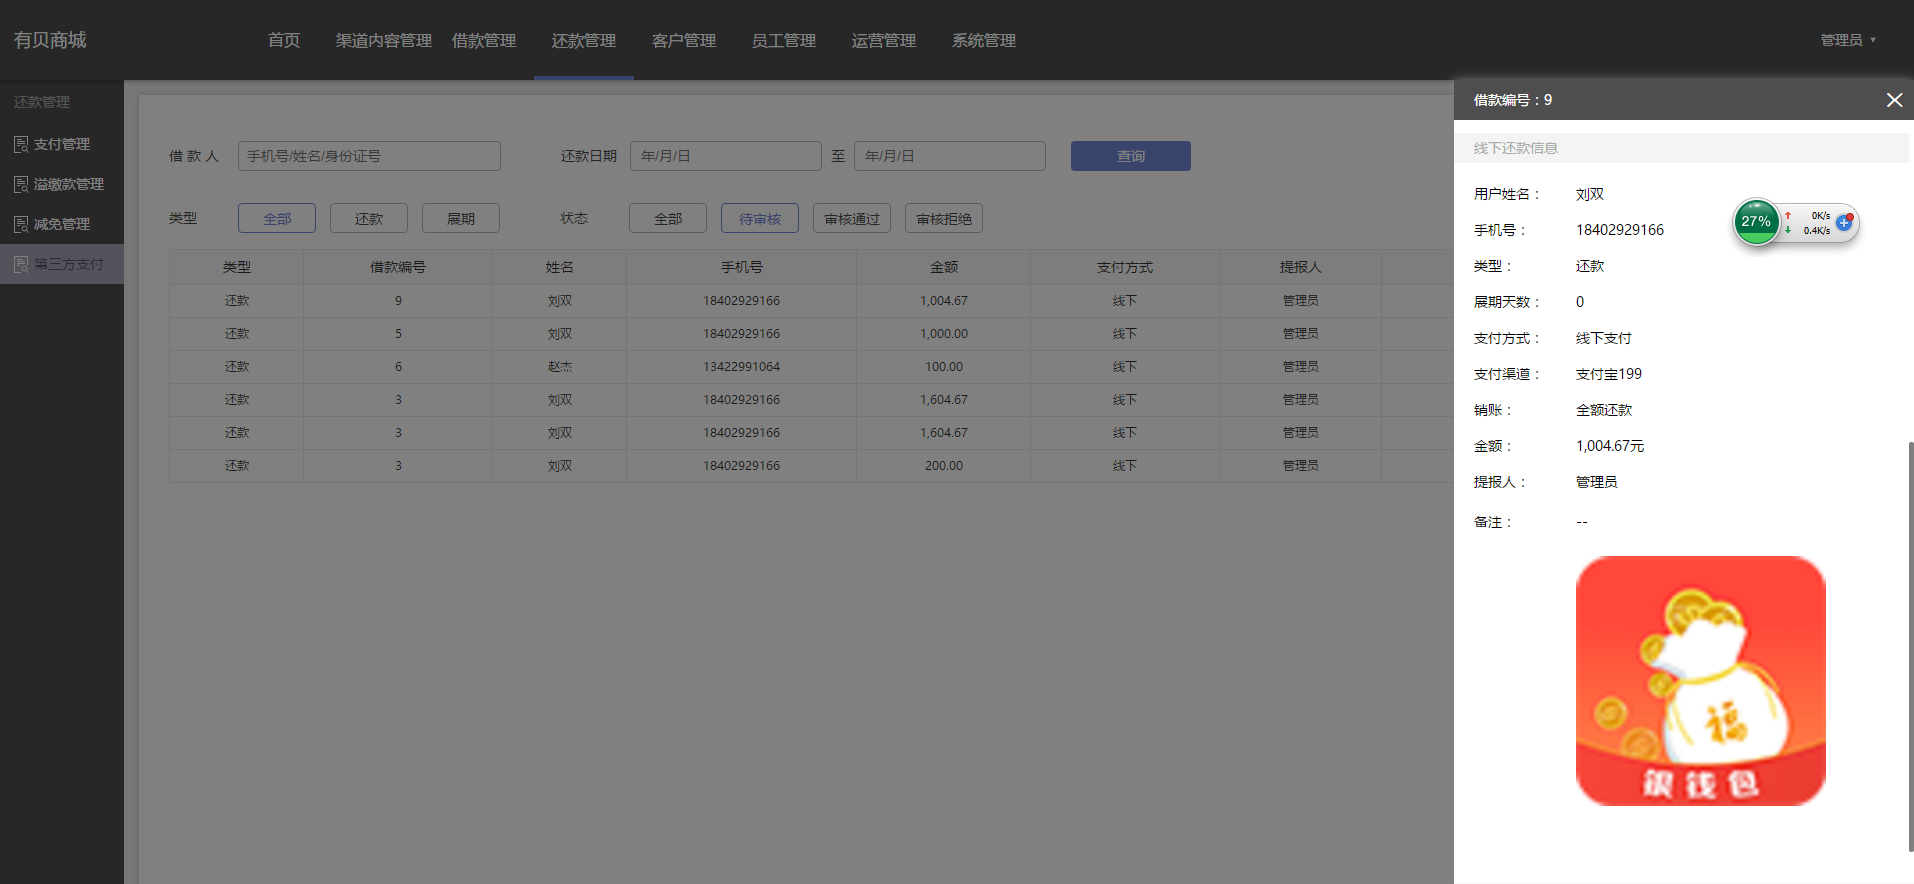 有贝商城
首页 渠道内容管理 借款管理 还款管理 客户管理 员工管理 运营管理 系统管理
管理员
还款管理
支付管理
溢缴款管理
减免管理
第三方支付
借 款 人 手机号/姓名/身份证号 还款日期 年/月/日 至 年/月/日 查询
类型 全部 还款 展期 状态 全部 待审核 审核通过 审核拒绝
类型 借款编号 姓名 手机号 金额 支付方式 提报人
还款 9 刘双 18402929166 1,004.67 线下 管理员
还款 5 刘双 18402929166 1,000.00 线下 管理员
还款 6 赵杰 13422991064 100.00 线下 管理员
还款 3 刘双 18402929166 1,604.67 线下 管理员
还款 3 刘双 18402929166 1,604.67 线下 管理员
还款 3 刘双 18402929166 200.00 线下 管理员
借款编号：9
线下还款信息
用户姓名： 刘双
手机号： 18402929166
类型： 还款
展期天数： 0
支付方式： 线下支付
支付渠道： 支付宝199
销账： 全额还款
金额： 1,004.67元
提报人： 管理员
备注： --
27%
0K/s
0.4K/s
福
银钱包